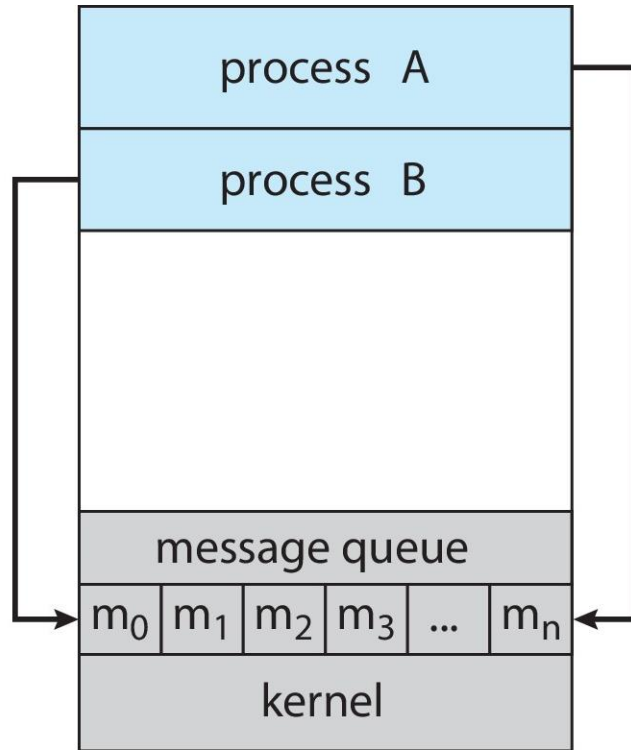 process A
process B
message queue
m₀ m₁ m₂ m₃ ... mₙ
kernel